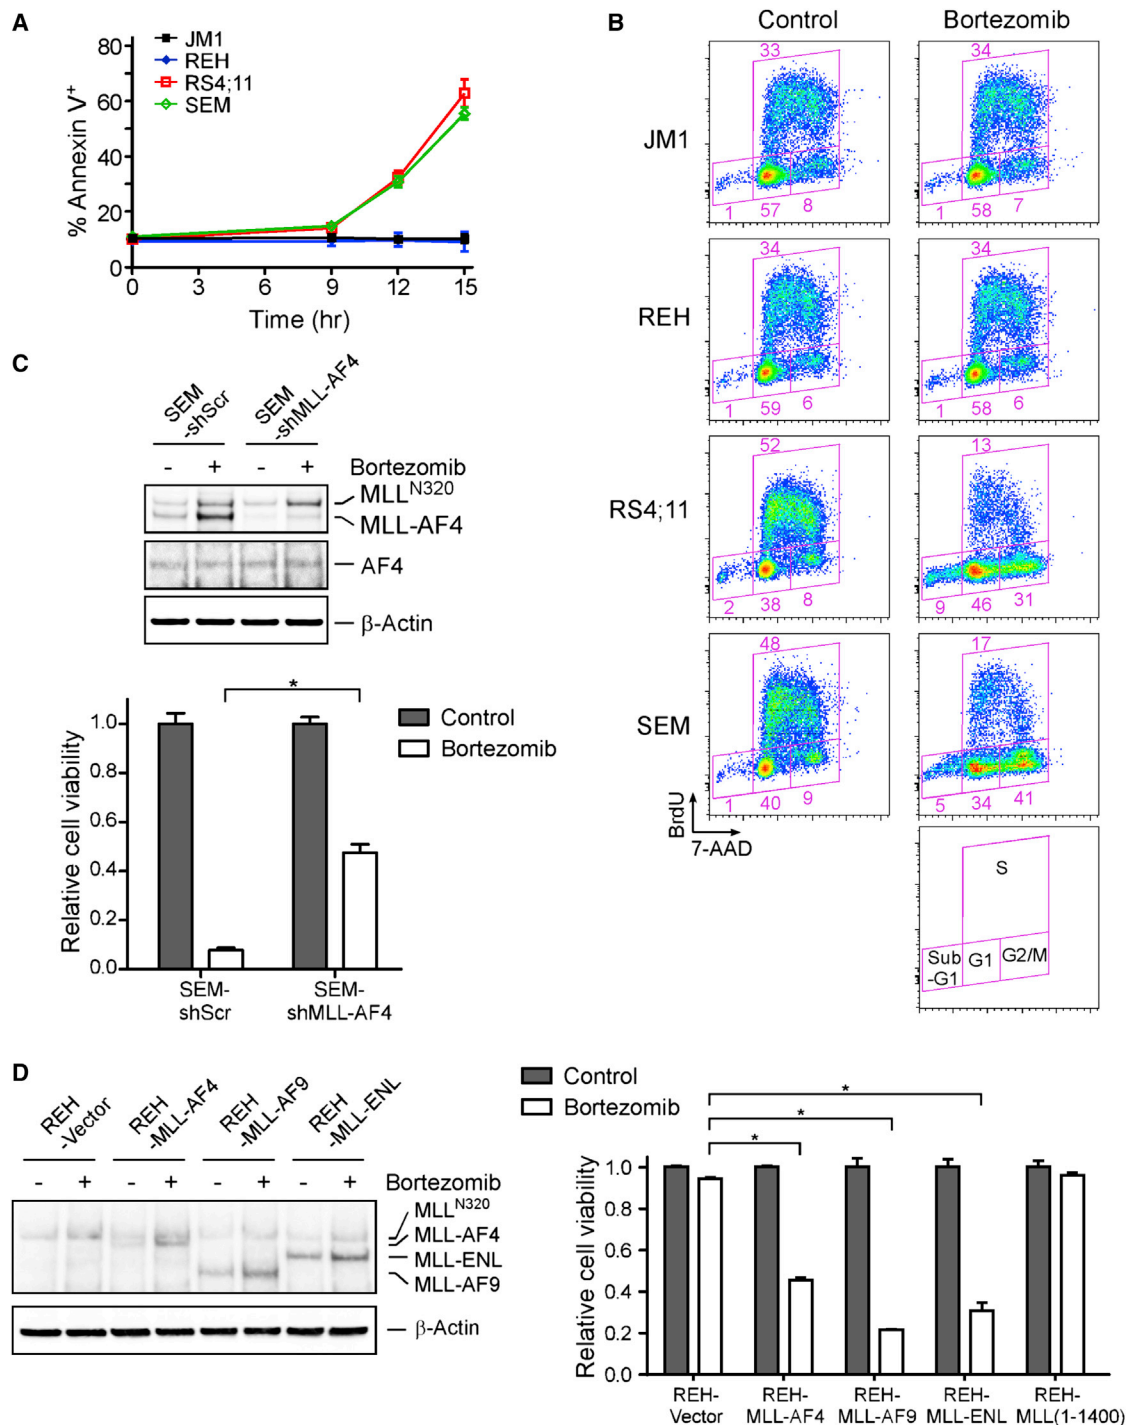 A
JM1
REH
RS4;11
SEM
% Annexin V+
80
60
40
20
0
0 3 6 9 12 15
Time (hr)
B
Control Bortezomib
JM1
33
1 57 8
34
1 58 7
REH
34
1 59 6
34
1 58 6
RS4;11
52
2 38 8
13
9 46 31
SEM
48
1 40 9
17
5 34 41
BrdU
7-AAD
S
Sub
-G1
G1
G2/M
C
SEM
-shScr
SEM
-shMLL-AF4
- + - + Bortezomib
MLLN320
MLL-AF4
AF4
β-Actin
*
Control
Bortezomib
Relative cell viability
1.0
0.8
0.6
0.4
0.2
0.0
SEM-
shScr
SEM-
shMLL-AF4
D
REH
-Vector
REH
-MLL-AF4
REH
-MLL-AF9
REH
-MLL-ENL
- + - + - + - + Bortezomib
MLLN320
MLL-AF4
MLL-ENL
MLL-AF9
β-Actin
Control
Bortezomib
*
*
*
Relative cell viability
1.0
0.8
0.6
0.4
0.2
0.0
REH-
Vector
REH-
MLL-AF4
REH-
MLL-AF9
REH-
MLL-ENL
REH-
MLL(1-1400)